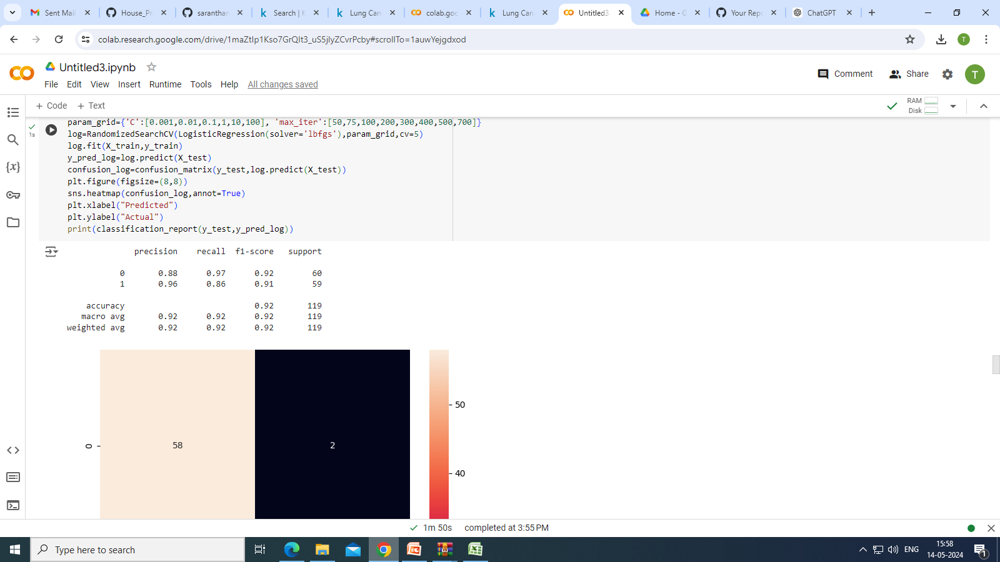 Sent Mail
House_Pr
saranthan
Search | K
Lung Can
colab.goo
Lung Can
Untitled3
Home - G
Your Repo
ChatGPT
colab.research.google.com/drive/1maZtIp1Kso7GrQIt3_uS5jlyZCvrPcby#scrollTo=1auwYejgdxod
T
Untitled3.ipynb
File Edit View Insert Runtime Tools Help All changes saved
Comment
Share
T
+ Code + Text
RAM
Disk
1s
param_grid={'C':[0.001,0.01,0.1,1,10,100], 'max_iter':[50,75,100,200,300,400,500,700]}
log=RandomizedSearchCV(LogisticRegression(solver='lbfgs'),param_grid,cv=5)
log.fit(X_train,y_train)
y_pred_log=log.predict(X_test)
confusion_log=confusion_matrix(y_test,log.predict(X_test))
plt.figure(figsize=(8,8))
sns.heatmap(confusion_log,annot=True)
plt.xlabel("Predicted")
plt.ylabel("Actual")
print(classification_report(y_test,y_pred_log))
precision recall f1-score support
0 0.88 0.97 0.92 60
1 0.96 0.86 0.91 59
accuracy 0.92 119
macro avg 0.92 0.92 0.92 119
weighted avg 0.92 0.92 0.92 119
50
0 58 2
40
1m 50s completed at 3:55 PM
Type here to search
ENG
15:58
14-05-2024
1